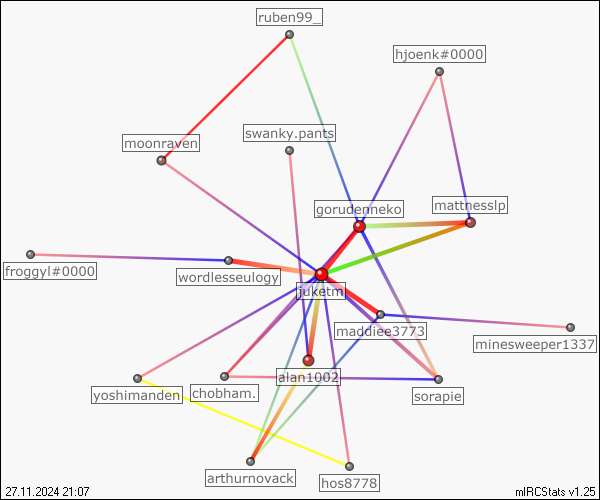 ruben99_
hjoenk#0000
swanky.pants
moonraven
gorudenneko
mattnesslp
froggyl#0000
wordlesseulogy
juketm
maddiee3773
minesweeper1337
alan1002
yoshimanden
chobham.
sorapie
arthurnovack
hos8778
27.11.2024 21:07
mIRCStats v1.25